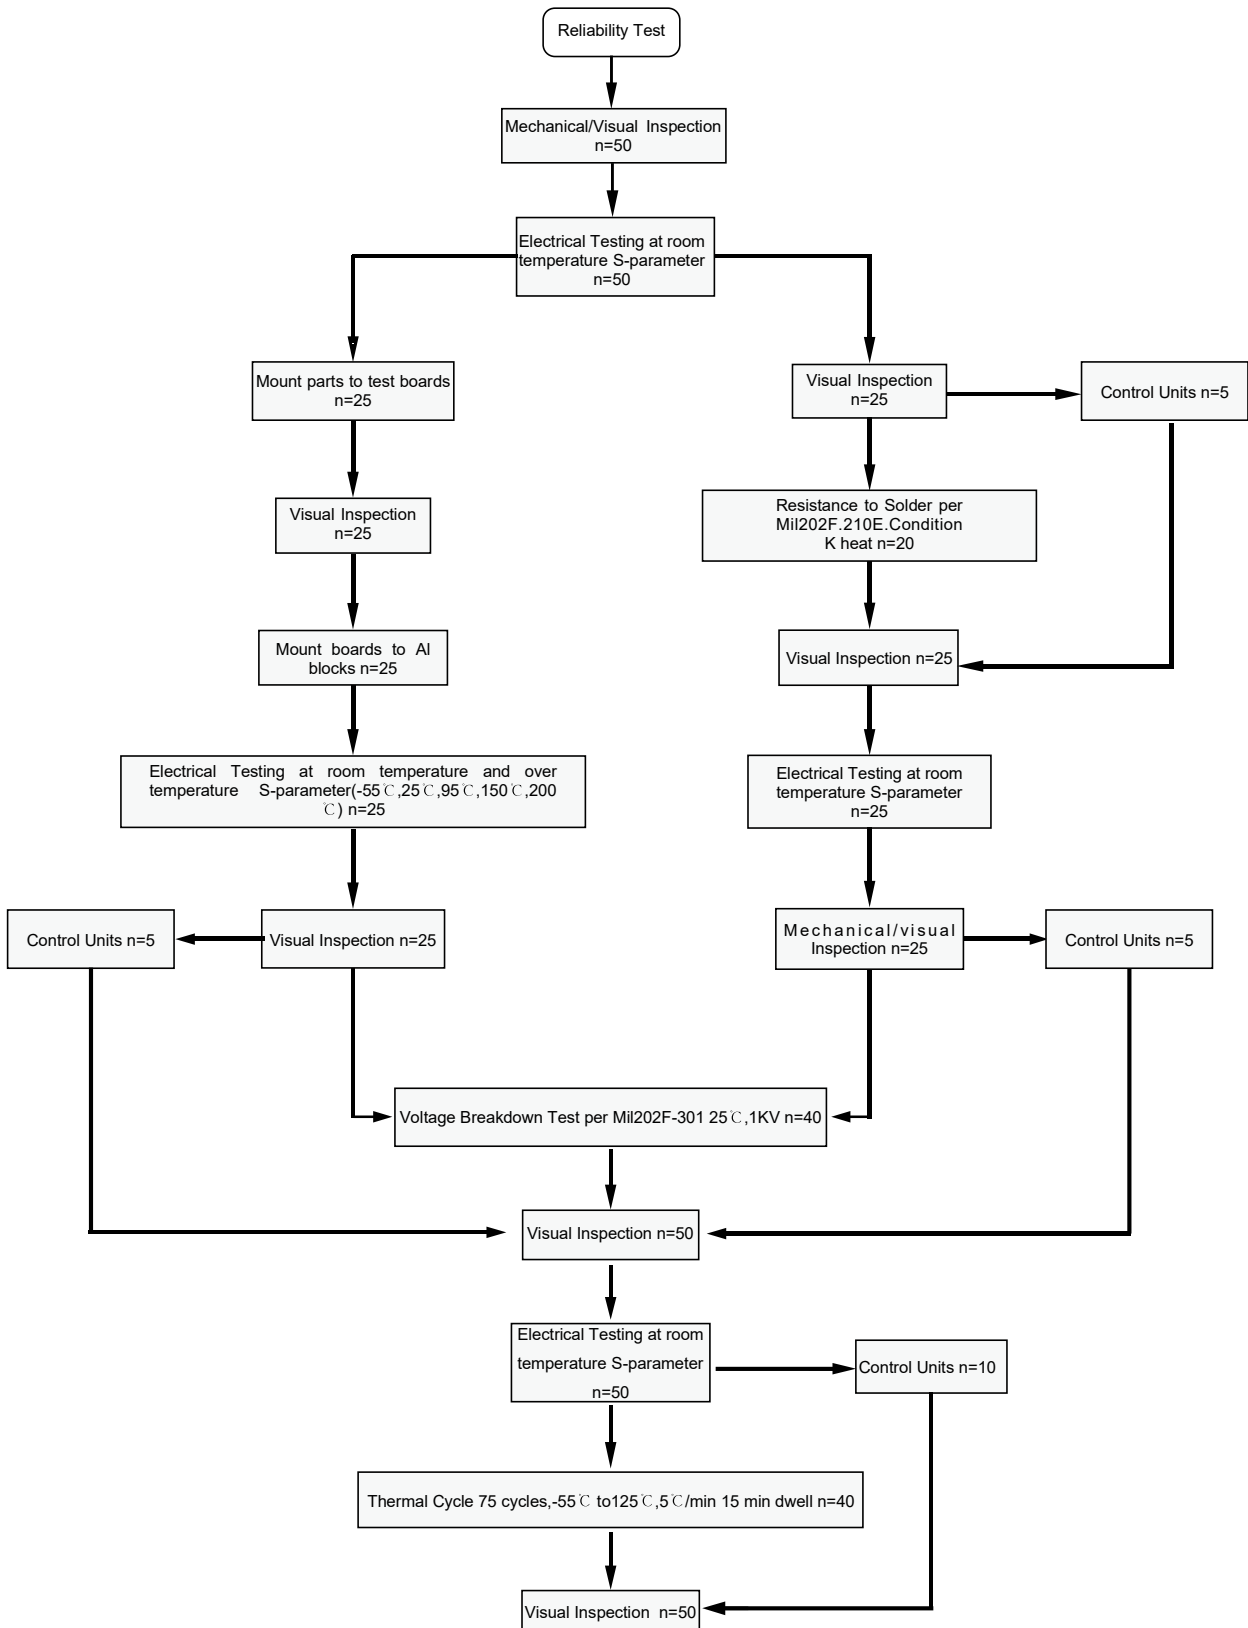 Reliability Test
Mechanical/Visual Inspection
n=50
Electrical Testing at room
temperature S-parameter
n=50
Mount parts to test boards
n=25
Visual Inspection
n=25
Control Units n=5
Visual Inspection
n=25
Resistance to Solder per
Mil202F.210E.Condition
K heat n=20
Mount boards to Al
blocks n=25
Visual Inspection n=25
Electrical Testing at room temperature and over
temperature S-parameter(-55℃,25℃,95℃,150℃,200
℃) n=25
Electrical Testing at room
temperature S-parameter
n=25
Control Units n=5
Visual Inspection n=25
Mechanical/visual
Inspection n=25
Control Units n=5
Voltage Breakdown Test per Mil202F-301 25℃,1KV n=40
Visual Inspection n=50
Electrical Testing at room
temperature S-parameter
n=50
Control Units n=10
Thermal Cycle 75 cycles,-55℃ to125℃,5℃/min 15 min dwell n=40
Visual Inspection n=50